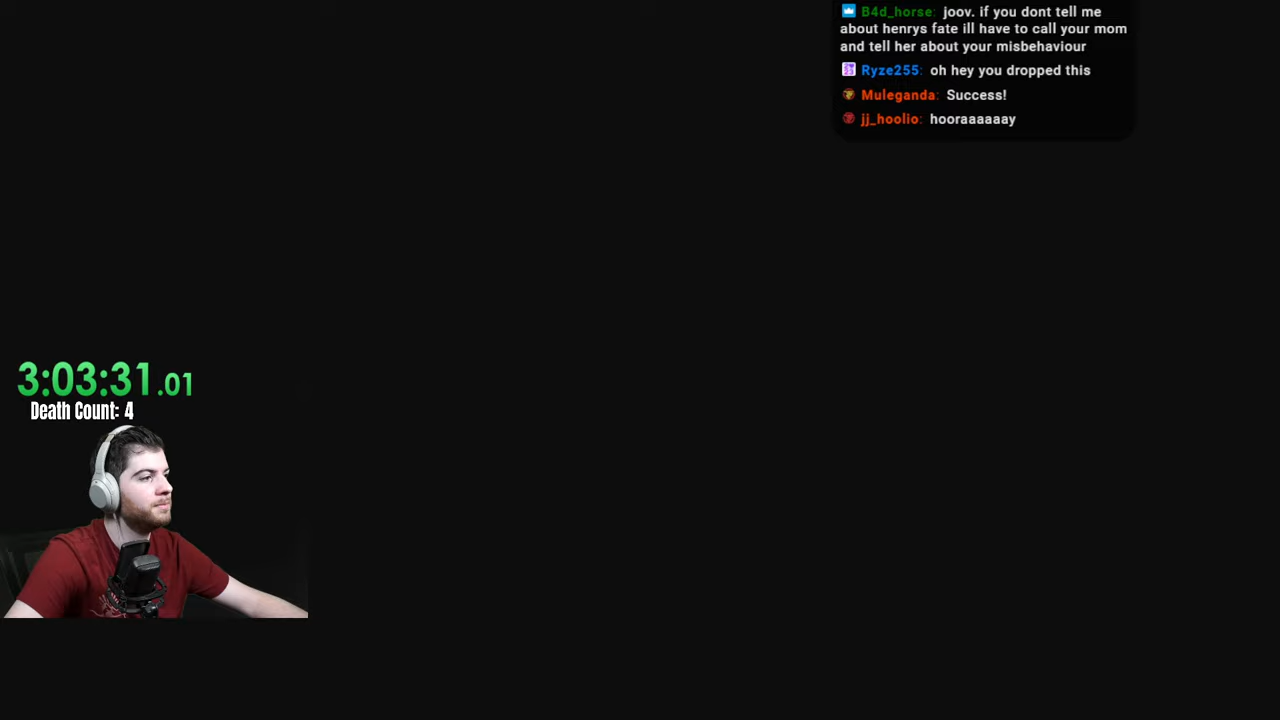 B4d_horse: joov. if you dont tell me
about henrys fate ill have to call your mom
and tell her about your misbehaviour
Ryze255: oh hey you dropped this
Muleganda: Success!
jj_hoolio: hooraaaaaay
3:03:31.01
Death Count: 4